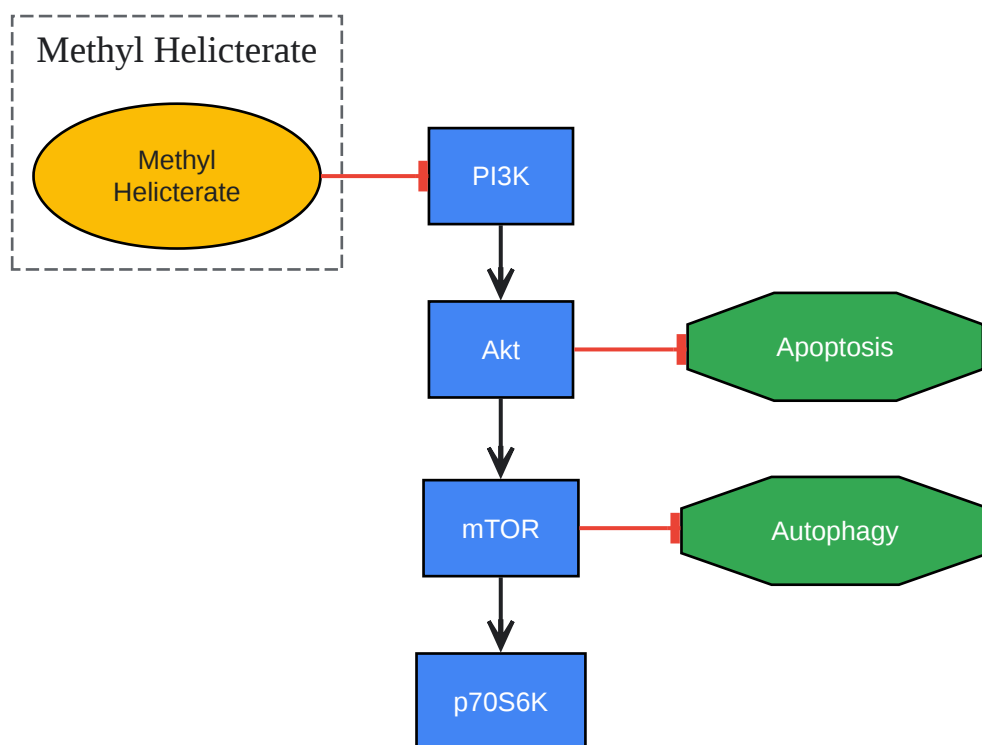 Methyl Helicterate
Methyl
Helicterate
PI3K
Akt
Apoptosis
mTOR
Autophagy
p70S6K